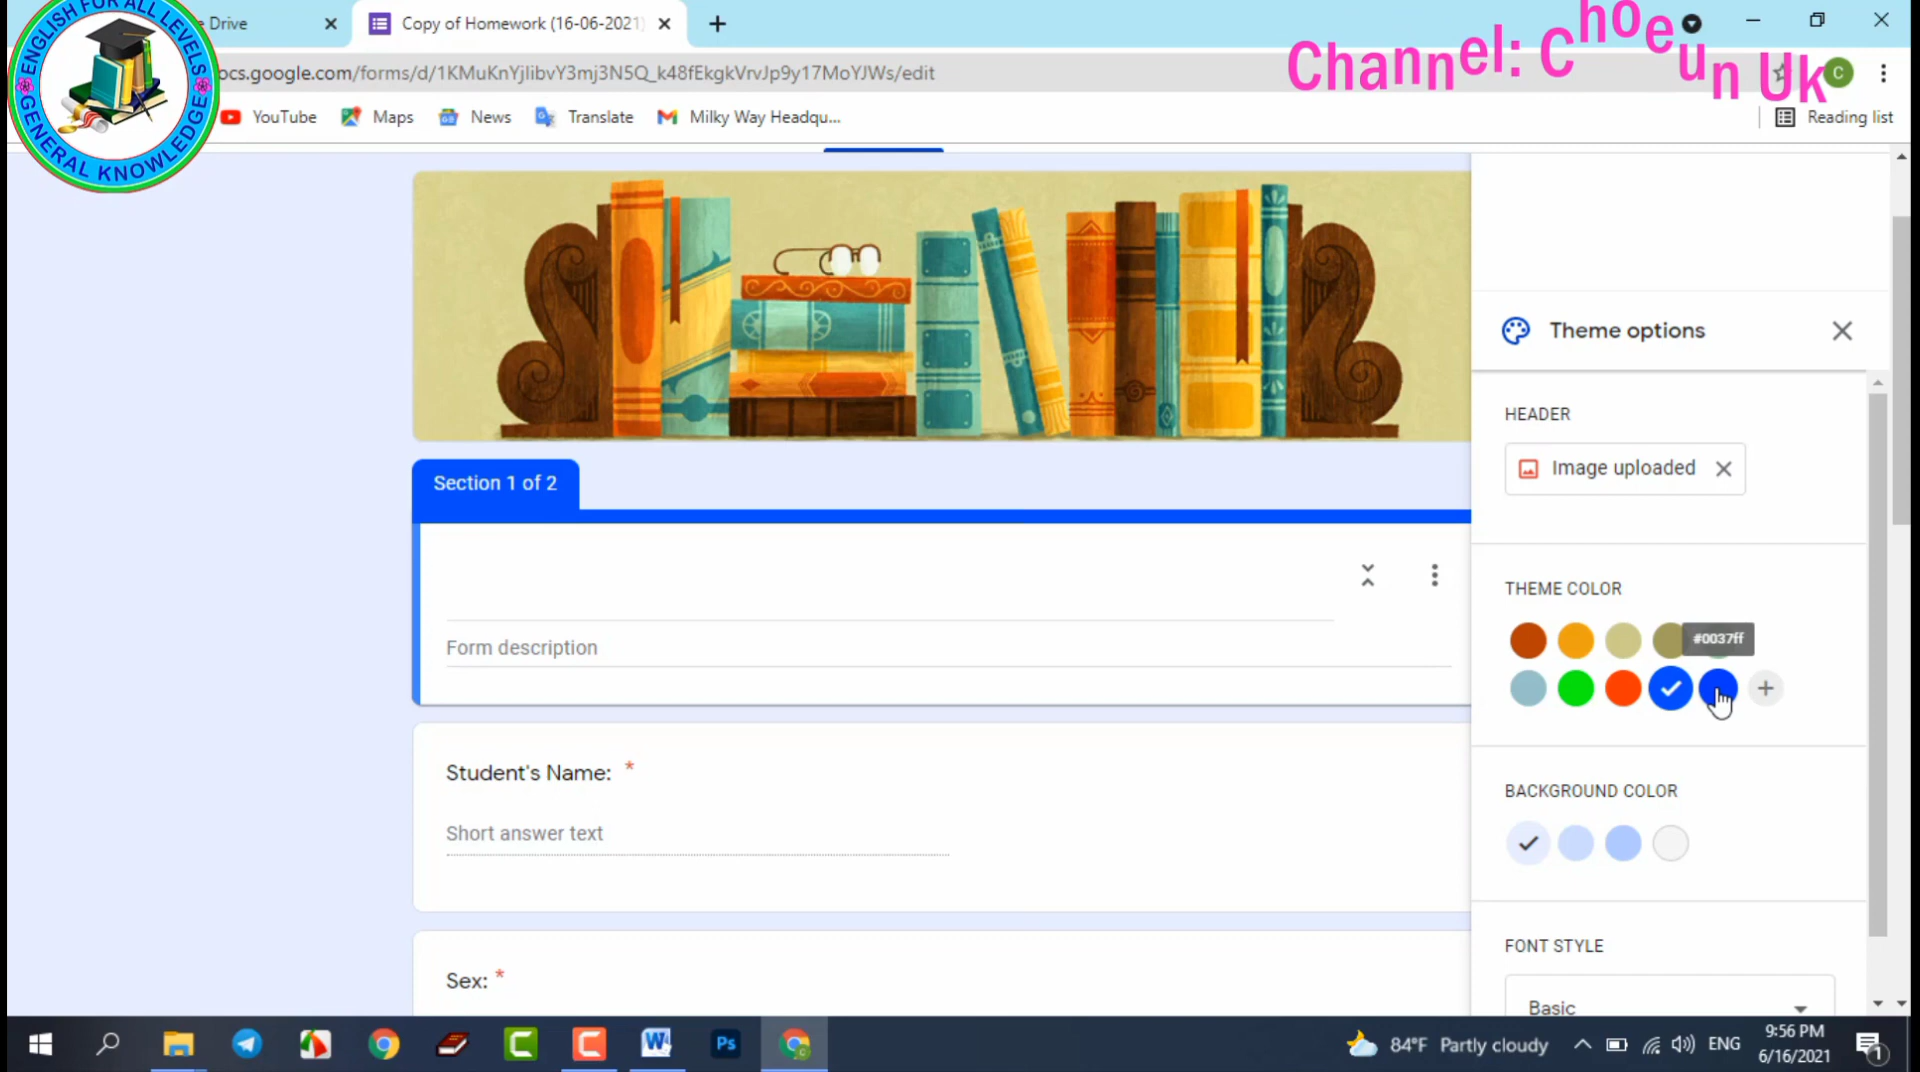 ENGLISH FOR ALL LEVELS
GENERAL KNOWLEDGE
Drive
Copy of Homework (16-06-2021)
Channel: Choeun Uk
ocs.google.com/forms/d/1KMuKnYjlibvY3mj3N5Q_k48fEkgkVrvJp9y17MoYJWs/edit
C
YouTube
Maps
News
Translate
Milky Way Headqu...
Reading list
Theme options
HEADER
Image uploaded
Section 1 of 2
Form description
THEME COLOR
#0037ff
Student's Name: *
Short answer text
BACKGROUND COLOR
Sex: *
FONT STYLE
Basic
84°F Partly cloudy
ENG
9:56 PM
6/16/2021
1